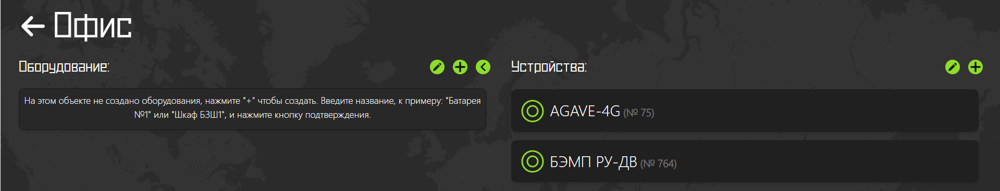 Офис
Оборудование:
На этом объекте не создано оборудования, нажмите "+" чтобы создать. Введите название, к примеру: "Батарея
№1" или "Шкаф БЗШ1", и нажмите кнопку подтверждения.
Устройства:
AGAVE-4G (№ 75)
БЭМП РУ-ДВ (№ 764)